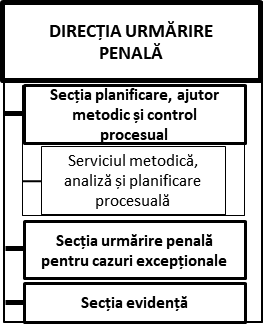 DIRECȚIA URMĂRIRE
PENALĂ
Secția planificare, ajutor
metodic și control
procesual
Serviciul metodică,
analiză și planificare
procesuală
Secția urmărire penală
pentru cazuri excepționale
Secția evidență